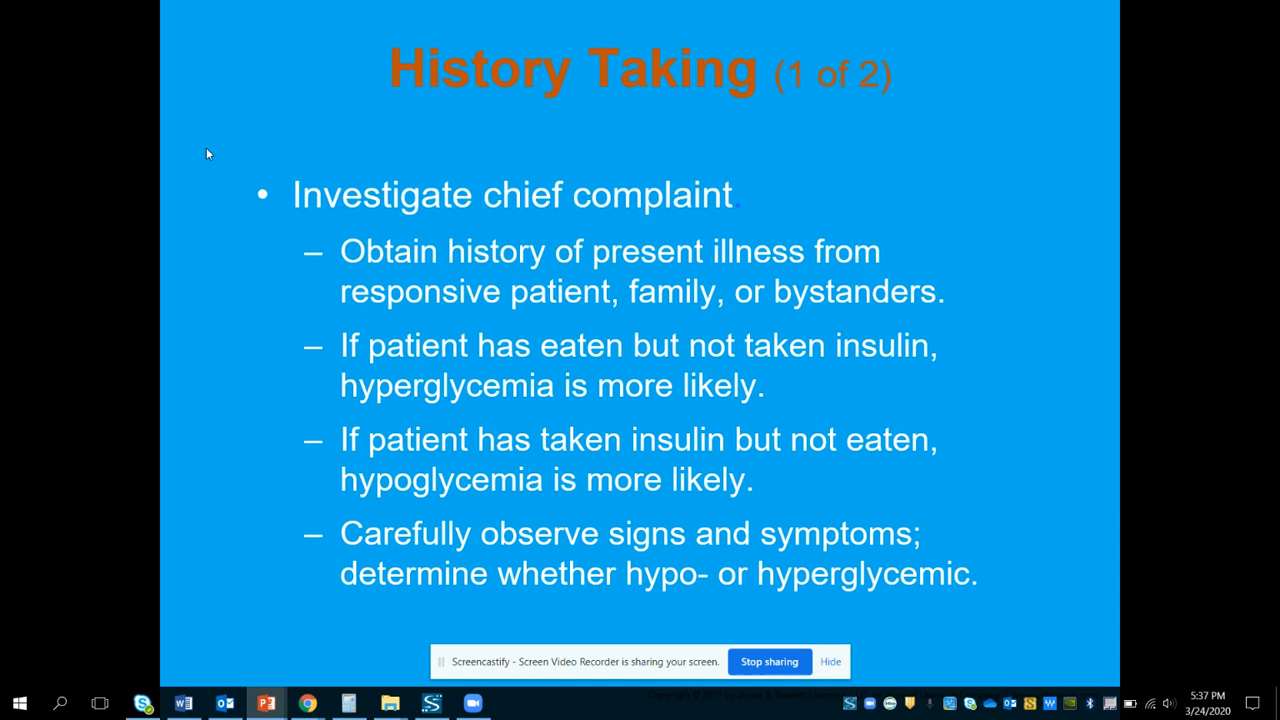 History Taking (1 of 2)
• Investigate chief complaint.
– Obtain history of present illness from
responsive patient, family, or bystanders.
– If patient has eaten but not taken insulin,
hyperglycemia is more likely.
– If patient has taken insulin but not eaten,
hypoglycemia is more likely.
– Carefully observe signs and symptoms;
determine whether hypo- or hyperglycemic.
Screencastify - Screen Video Recorder is sharing your screen. Stop sharing Hide
5:37 PM
3/24/2020